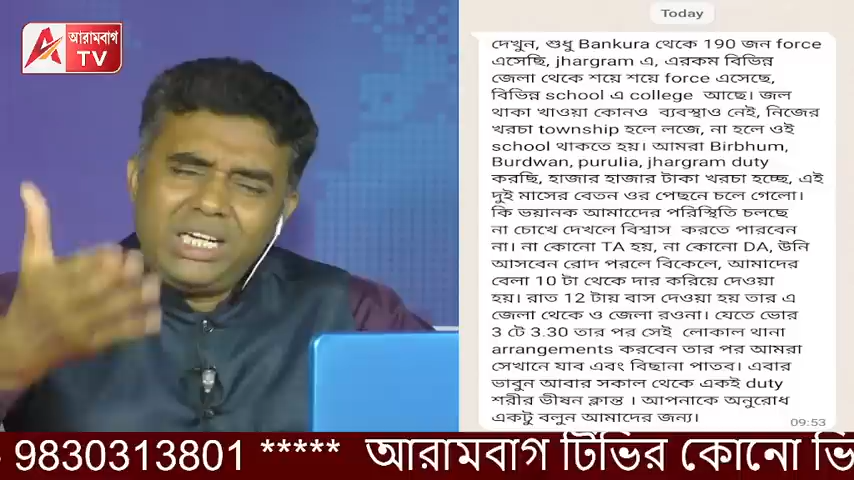 আরামবাগ
TV
Today
দেখুন, শুধু Bankura থেকে 190 জন force
এসেছি, jhargram এ, এরকম বিভিন্ন
জেলা থেকে শয়ে শয়ে force এসেছে,
বিভিন্ন school এ college আছে। জল
থাকা খাওয়া কোনও ব্যবস্থাও নেই, নিজের
খরচা township হলে লজে, না হলে ওই
school থাকতে হয়। আমরা Birbhum,
Burdwan, purulia, jhargram duty
করছি, হাজার হাজার টাকা খরচা হচ্ছে, এই
দুই মাসের বেতন ওর পেছনে চলে গেলো।
কি ভয়ানক আমাদের পরিস্থিতি চলছে
না চোখে দেখলে বিশ্বাস করতে পারবেন
না। না কোনো TA হয়, না কোনো DA, উনি
আসবেন রোদ পরলে বিকেলে, আমাদের
বেলা 10 টা থেকে দার করিয়ে দেওয়া
হয়। রাত 12 টায় বাস দেওয়া হয় তার এ
জেলা থেকে ও জেলা রওনা। যেতে ভোর
3 টে 3.30 তার পর সেই লোকাল থানা
arrangements করবেন তার পর আমরা
সেখানে যাব এবং বিছানা পাতব। এবার
ভাবুন আবার সকাল থেকে একই duty
শরীর ভীষন ক্লান্ত । আপনাকে অনুরোধ
একটু বলুন আমাদের জন্য।
09:53
9830313801 ***** আরামবাগ টিভির কোনো ভি